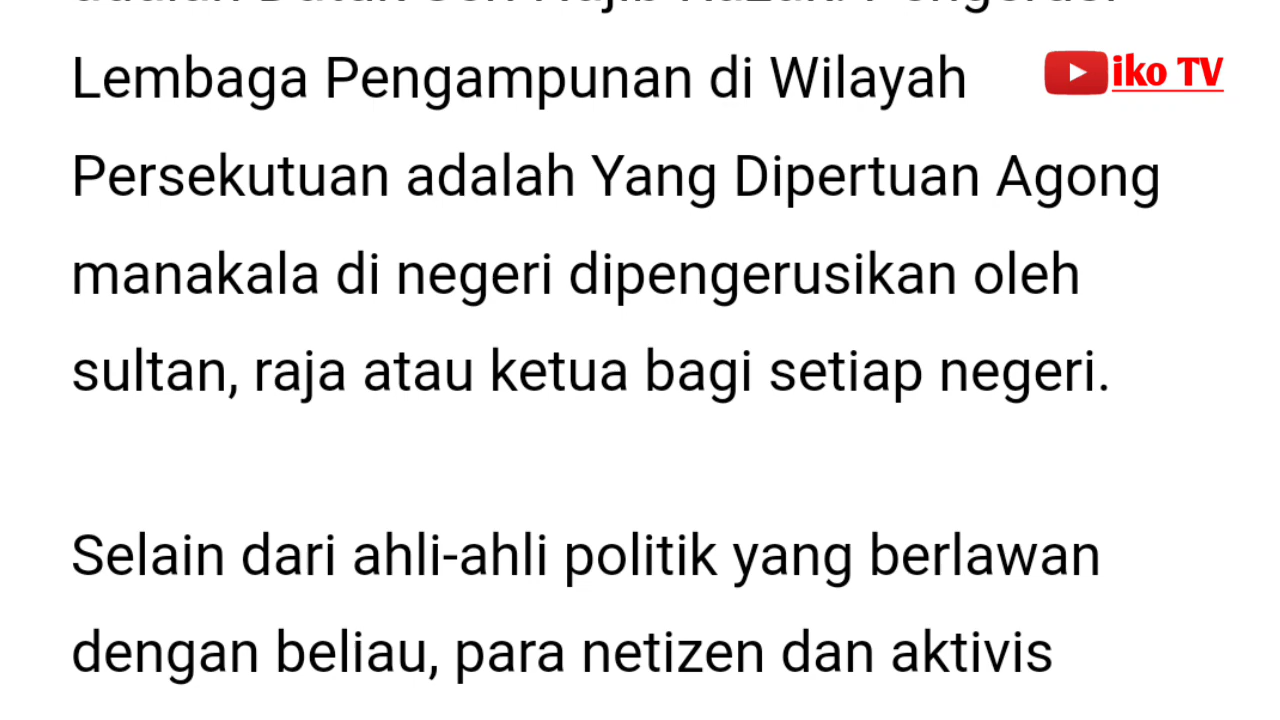 Lembaga Pengampunan di Wilayah
iko TV
Persekutuan adalah Yang Dipertuan Agong
manakala di negeri dipengerusikan oleh
sultan, raja atau ketua bagi setiap negeri.
Selain dari ahli-ahli politik yang berlawan
dengan beliau, para netizen dan aktivis